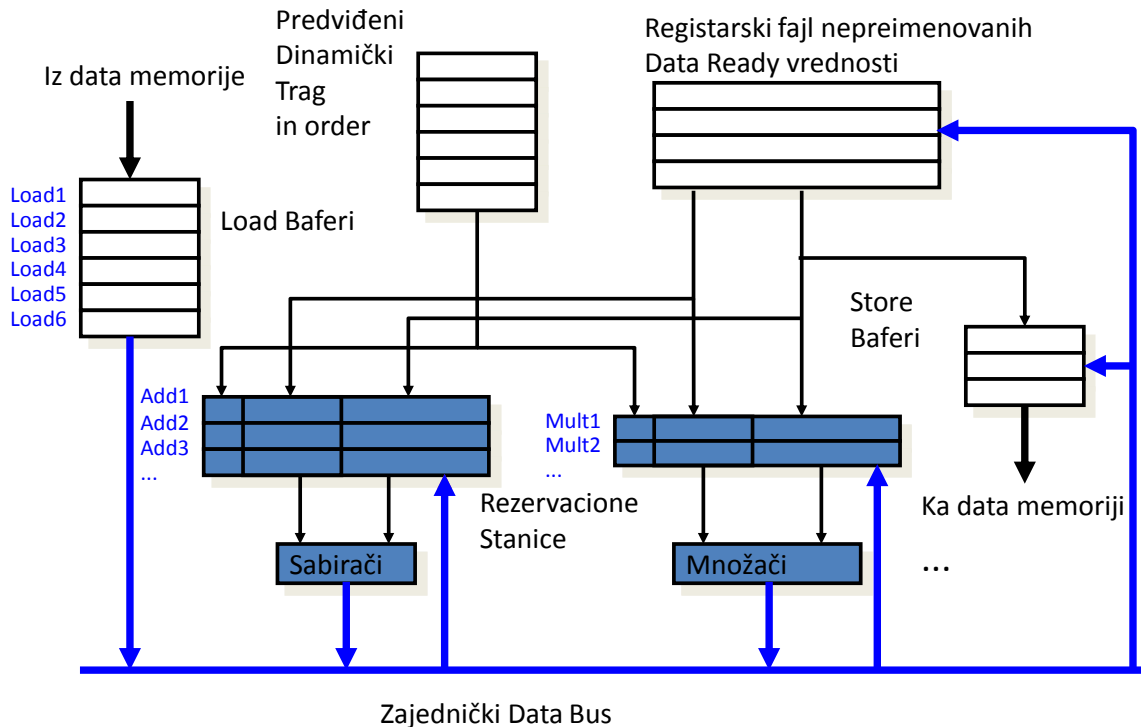 Predviđeni
Dinamički
Trag
in order
Registarski fajl nepreimenovanih
Data Ready vrednosti
Iz data memorije
Load1
Load2
Load3
Load4
Load5
Load6
Load Baferi
Store
Baferi
Add1
Add2
Add3
...
Mult1
Mult2
...
Rezervacione
Stanice
Ka data memoriji
Sabirači
Množači
...
Zajednički Data Bus